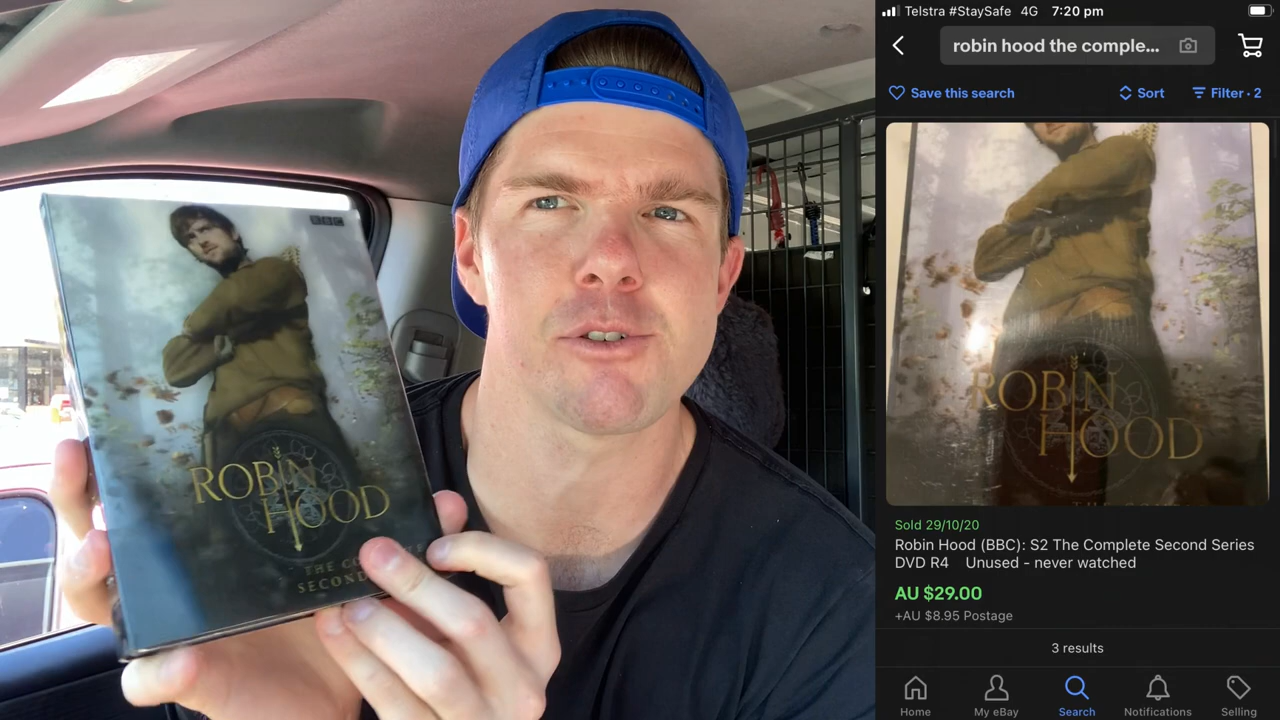 BBC
ROBIN
HOOD
THE
SECOND
Telstra #StaySafe 4G 7:20 pm
robin hood the comple...
Save this search
Sort
Filter · 2
ROBIN
HOOD
Sold 29/10/20
Robin Hood (BBC): S2 The Complete Second Series
DVD R4 Unused - never watched
AU $29.00
+AU $8.95 Postage
3 results
Home
My eBay
Search
Notifications
Selling